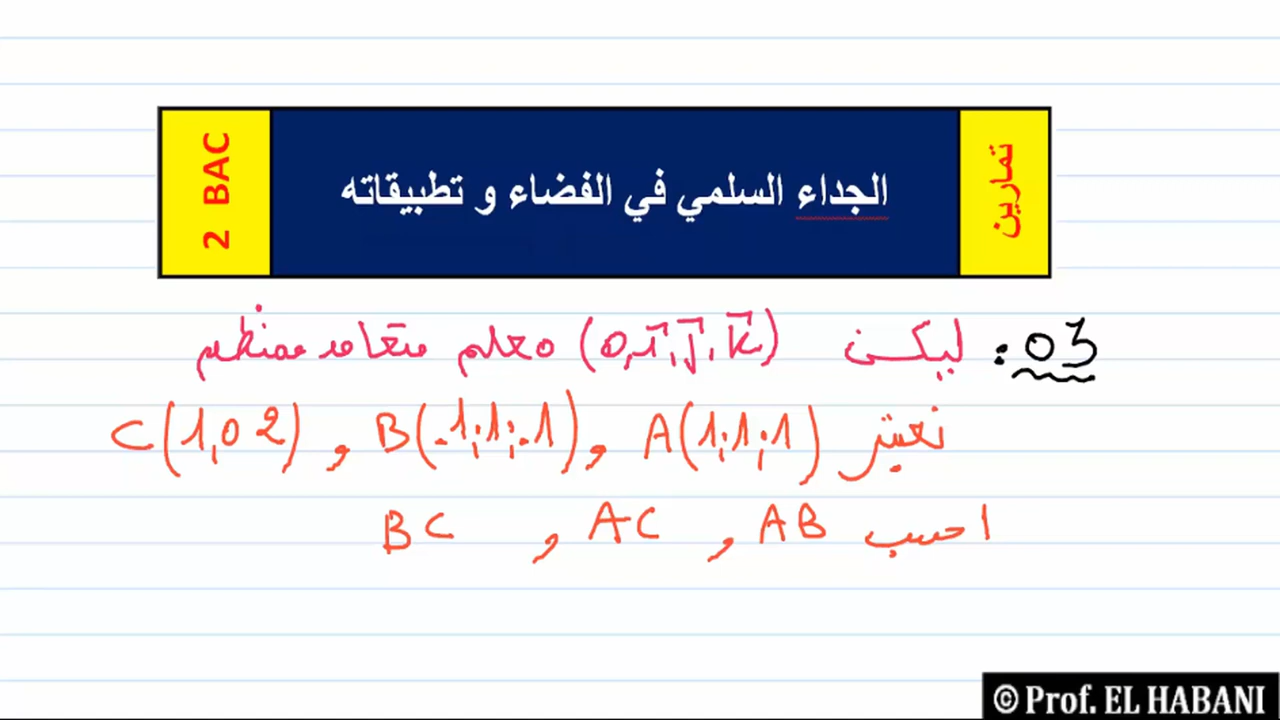 تمارين
الجداء السلمي في الفضاء و تطبيقاته
2 BAC
03: ليكن (O,i,j,k) معلم متعامد ممنظم
نعتبر A(1;1;1) و B(-1;1;-1) و C(1,0 2)
احسب AB و AC و BC
© Prof. EL HABANI